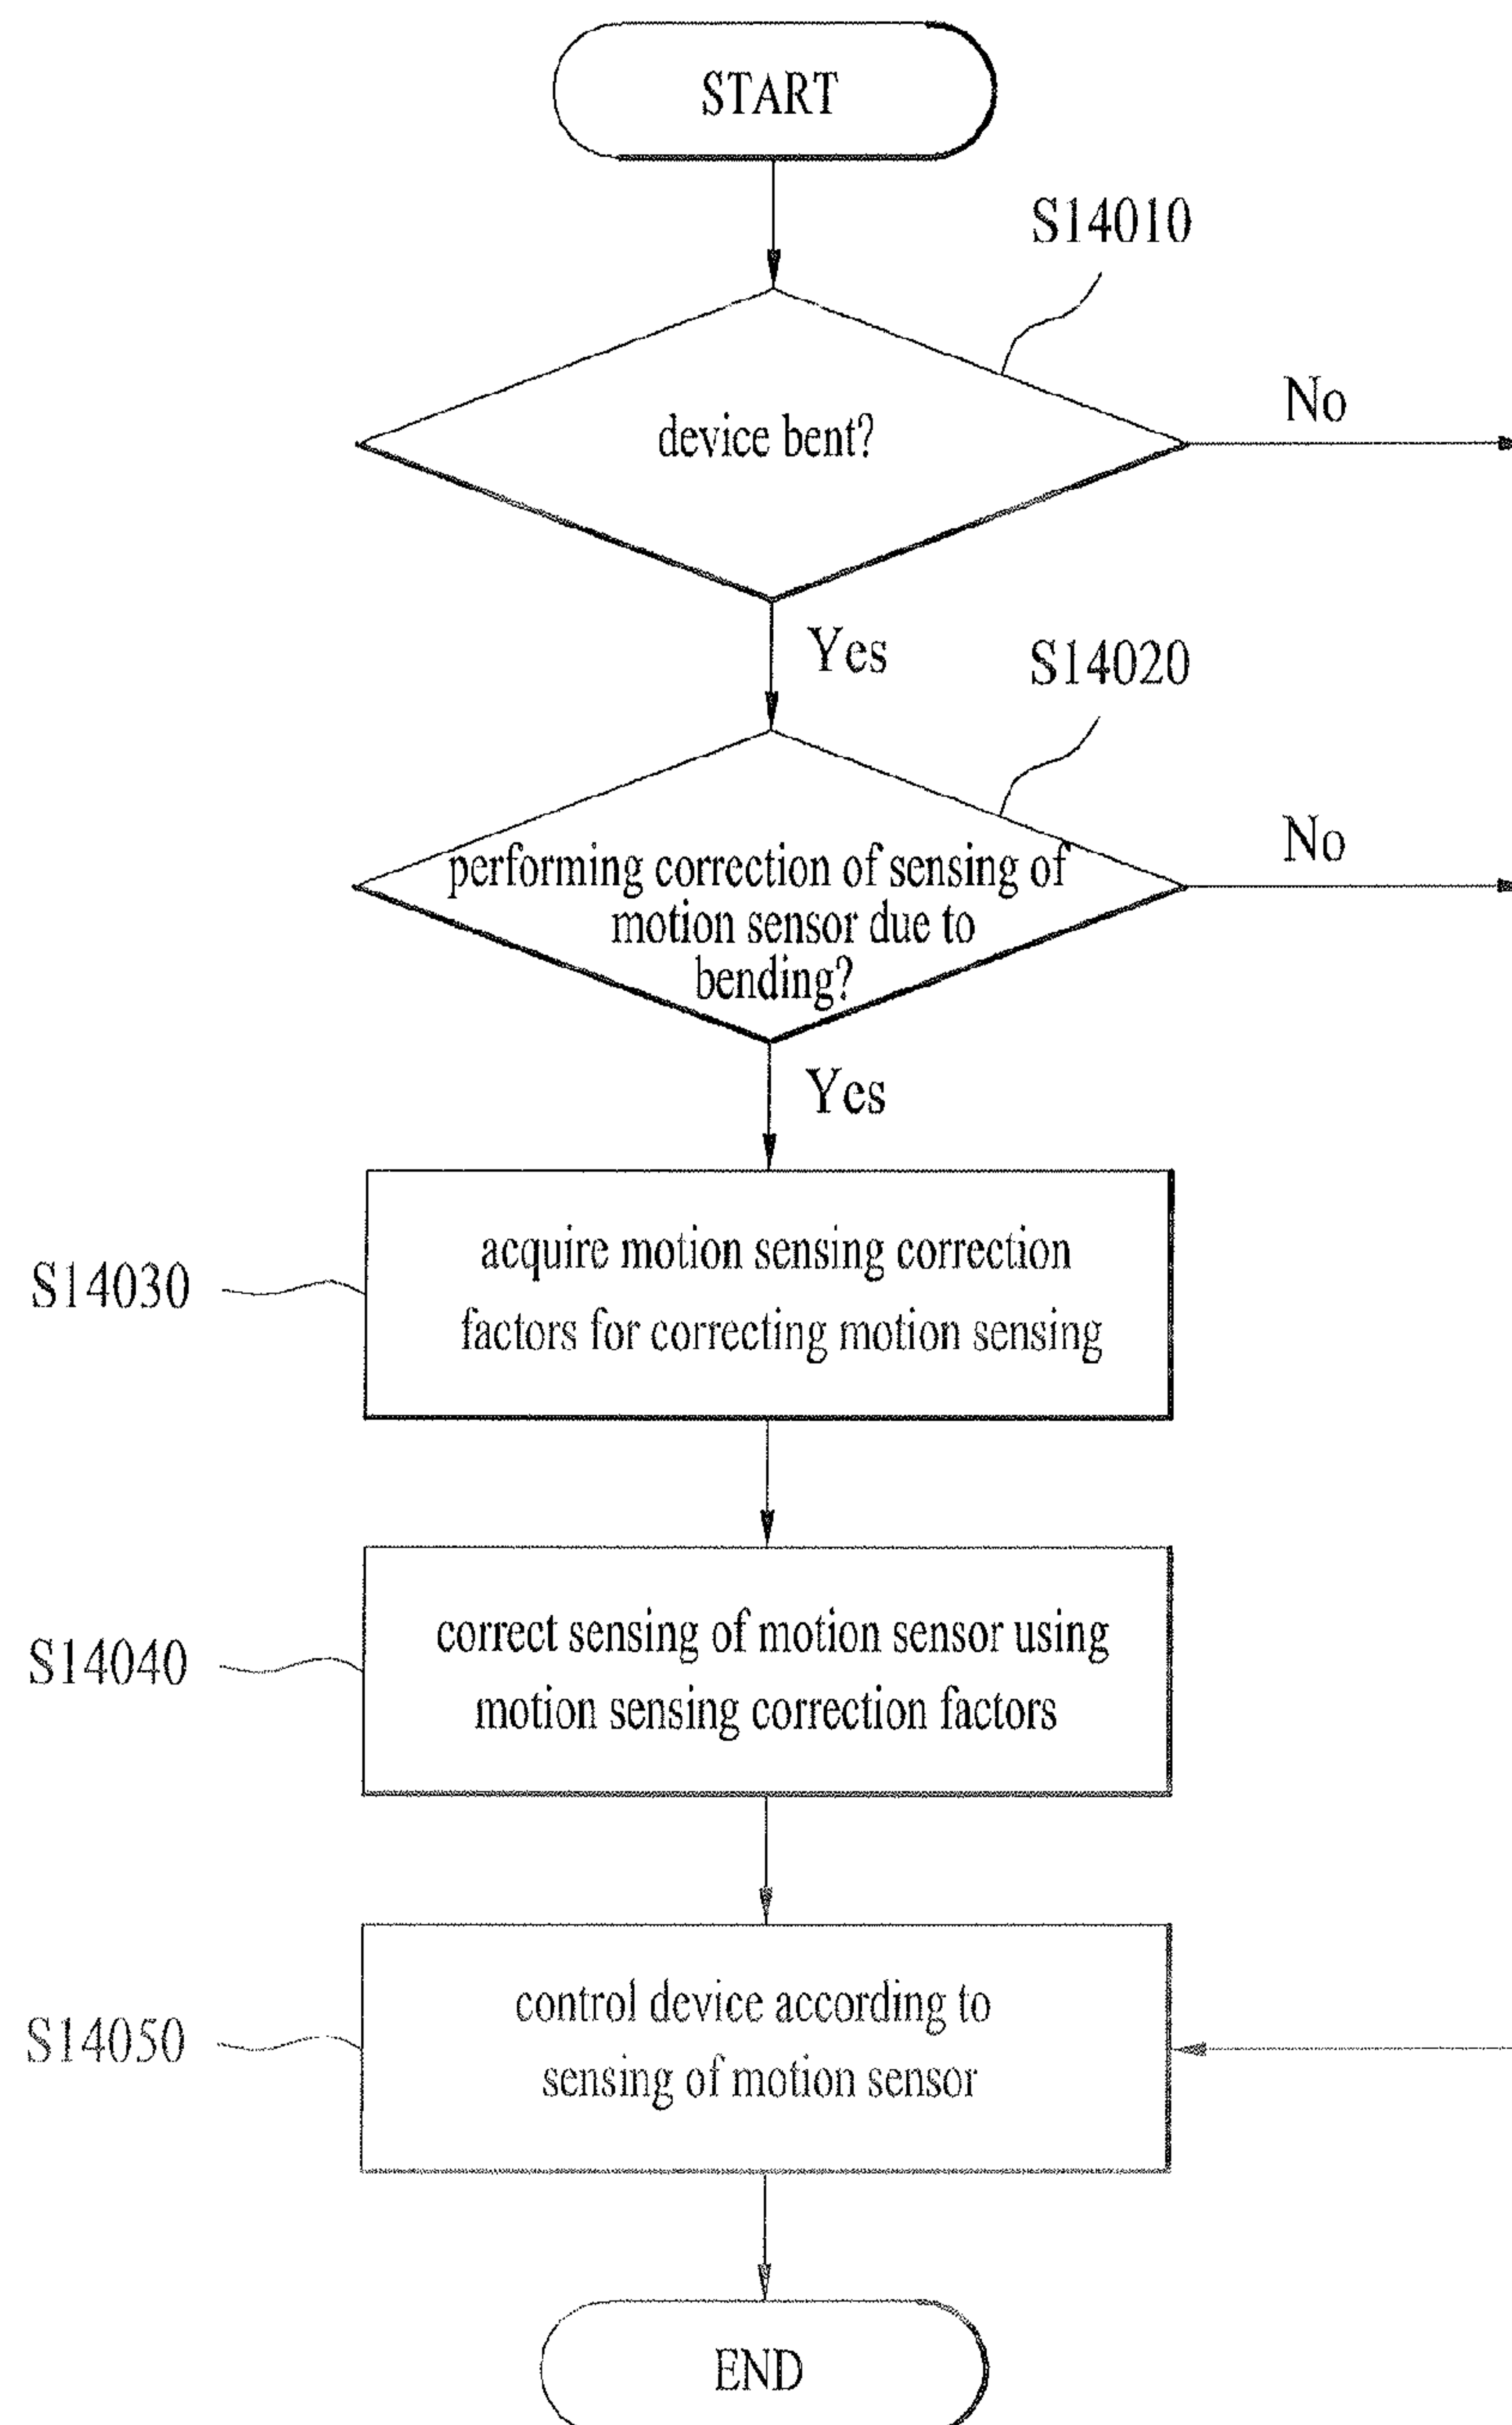 START
S14010
device bent?
No
Yes
S14020
performing correction of sensing of
motion sensor due to
bending?
No
Yes
S14030
acquire motion sensing correction
factors for correcting motion sensing
S14040
correct sensing of motion sensor using
motion sensing correction factors
S14050
control device according to
sensing of motion sensor
END